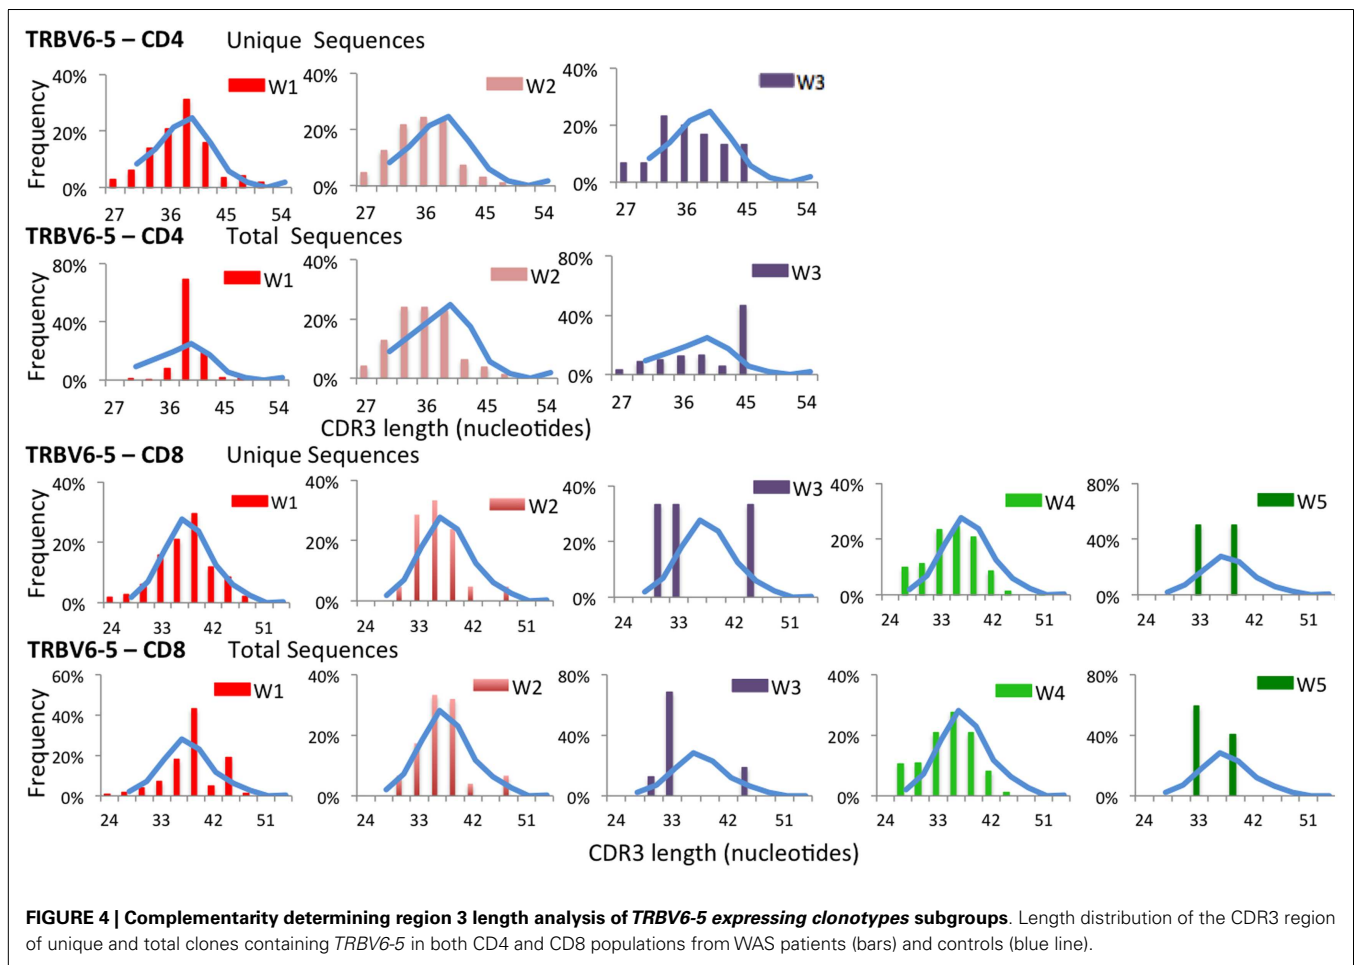 TRBV6-5 – CD4 Unique Sequences
Frequency
40% 20% 0%
W1
27 36 45 54
40% 20% 0%
W2
27 36 45 54
40% 20% 0%
W3
27 36 45 54
TRBV6-5 – CD4 Total Sequences
Frequency
80% 40% 0%
W1
27 36 45 54
40% 20% 0%
W2
27 36 45 54
80% 40% 0%
W3
27 36 45 54
CDR3 length (nucleotides)
TRBV6-5 – CD8 Unique Sequences
Frequency
40% 20% 0%
W1
24 33 42 51
40% 20% 0%
W2
24 33 42 51
40% 20% 0%
W3
24 33 42 51
40% 20% 0%
W4
24 33 42 51
80% 40% 0%
W5
24 33 42 51
TRBV6-5 – CD8 Total Sequences
Frequency
60% 40% 20% 0%
W1
24 33 42 51
40% 20% 0%
W2
24 33 42 51
80% 40% 0%
W3
24 33 42 51
40% 20% 0%
W4
24 33 42 51
80% 40% 0%
W5
24 33 42 51
CDR3 length (nucleotides)
FIGURE 4 | Complementarity determining region 3 length analysis of TRBV6-5 expressing clonotypes subgroups. Length distribution of the CDR3 region
of unique and total clones containing TRBV6-5 in both CD4 and CD8 populations from WAS patients (bars) and controls (blue line).